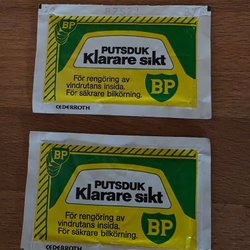 BP
PUTSDUK
Klarare sikt
För rengöring av
vindrutans insida.
För säkrare bilkörning.
BP
CEDERROTH
BP
PUTSDUK
Klarare sikt
För rengöring av
vindrutans insida.
För säkrare bilkörning.
BP
CEDERROTH